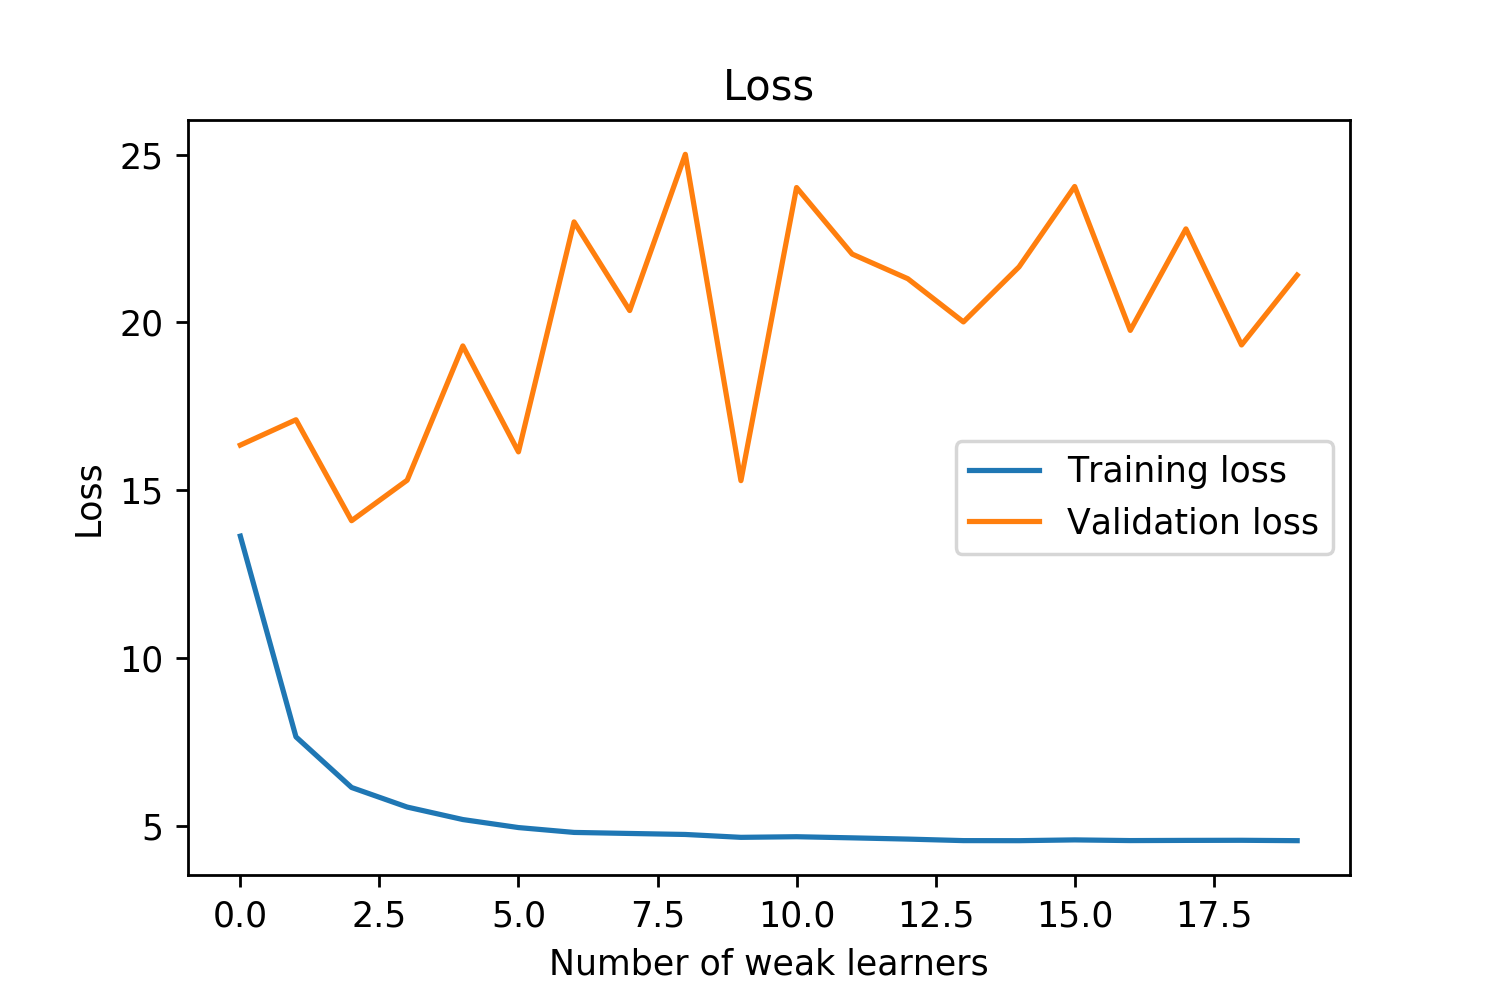 Loss
25
20
15
10
5
Loss
Training loss
Validation loss
0.0 2.5 5.0 7.5 10.0 12.5 15.0 17.5
Number of weak learners